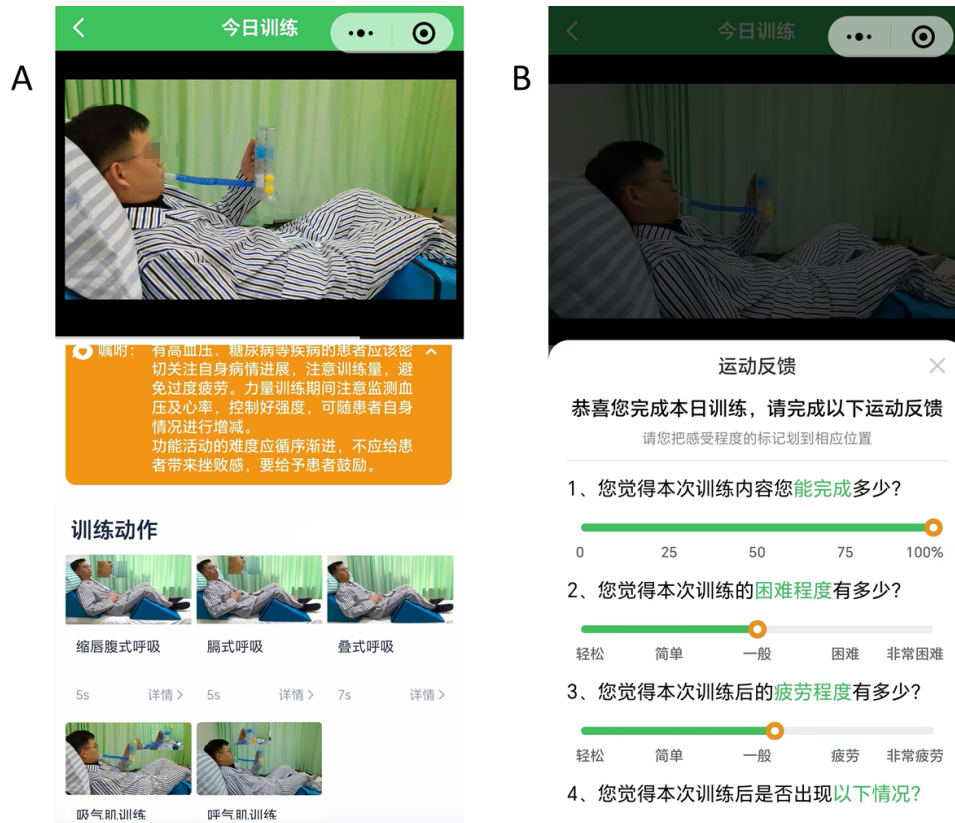 A
今日训练
嘱咐：
有高血压、糖尿病等疾病的患者应该密
切关注自身病情进展，注意训练量，避
免过度疲劳。力量训练期间注意监测血
压及心率，控制好强度，可随患者自身
情况进行增减。
功能活动的难度应循序渐进，不应给患
者带来挫败感，要给予患者鼓励。
训练动作
缩唇腹式呼吸
膈式呼吸
叠式呼吸
5s 详情
5s 详情
7s 详情
吸气肌训练
呼气肌训练
B
今日训练
运动反馈
恭喜您完成本日训练，请完成以下运动反馈
请您把感受程度的标记划到相应位置
1、您觉得本次训练内容您能完成多少？
0 25 50 75 100%
2、您觉得本次训练的困难程度有多少？
轻松 简单 一般 困难 非常困难
3、您觉得本次训练后的疲劳程度有多少？
轻松 简单 一般 疲劳 非常疲劳
4、您觉得本次训练后是否出现以下情况？